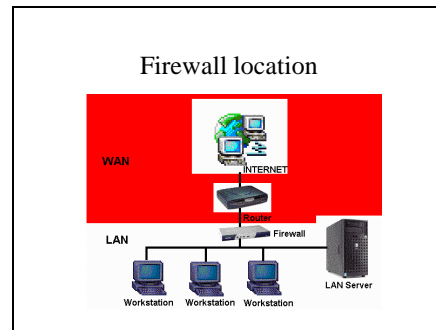 Firewall location
WAN
INTERNET
Router
LAN
Firewall
LAN Server
Workstation Workstation Workstation